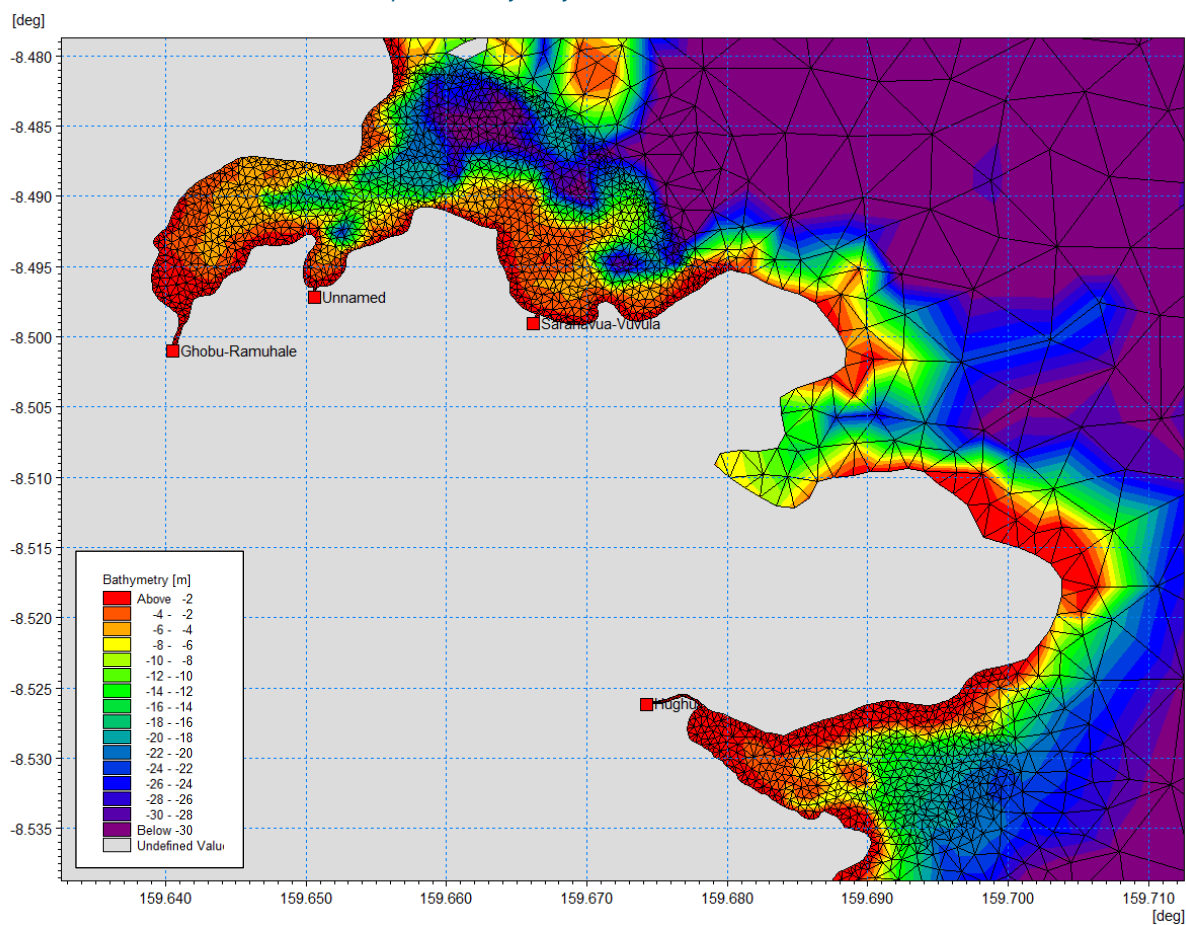 [deg]
-8.480
-8.485
-8.490
-8.495
-8.500
-8.505
-8.510
-8.515
-8.520
-8.525
-8.530
-8.535
Unnamed
Saranavua-Vuvula
Ghobu-Ramuhale
Hughu
Bathymetry [m]
Above -2
-4 - -2
-6 - -4
-8 - -6
-10 - -8
-12 - -10
-14 - -12
-16 - -14
-18 - -16
-20 - -18
-22 - -20
-24 - -22
-26 - -24
-28 - -26
-30 - -28
Below -30
Undefined Valu
159.640 159.650 159.660 159.670 159.680 159.690 159.700 159.710
[deg]